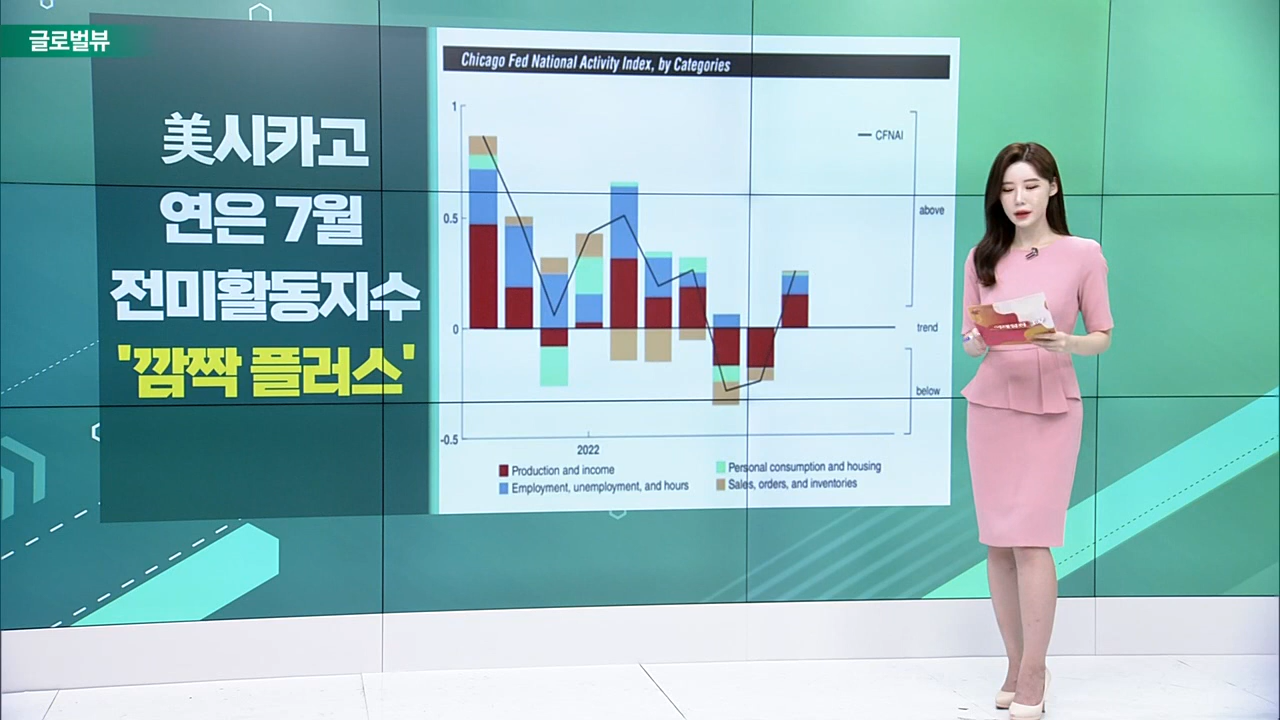 글로벌뷰
美시카고
연은 7월
전미활동지수
'깜짝 플러스'
Chicago Fed National Activity Index, by Categories
1
CFNAI
above
0.5
0
trend
below
-0.5
2022
Production and income
Personal consumption and housing
Employment, unemployment, and hours
Sales, orders, and inventories